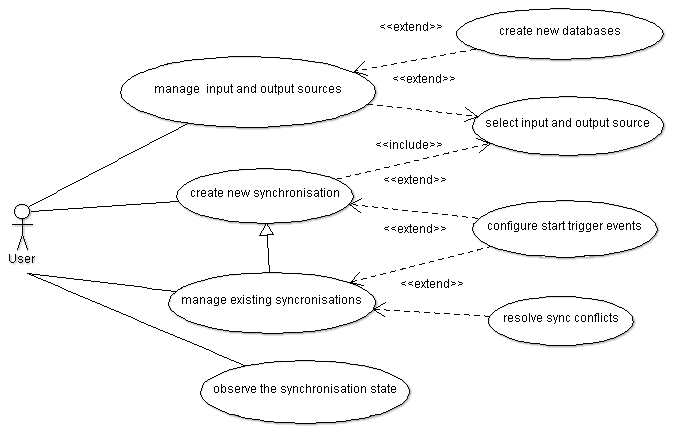 <<extend>>
create new databases
manage input and output sources
<<extend>>
select input and output source
<<include>>
create new synchronisation
<<extend>>
configure start trigger events
<<extend>>
User
manage existing syncronisations
<<extend>>
resolve sync conflicts
observe the synchronisation state